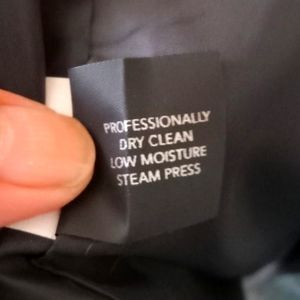 PROFESSIONALLY
DRY CLEAN
LOW MOISTURE
STEAM PRESS